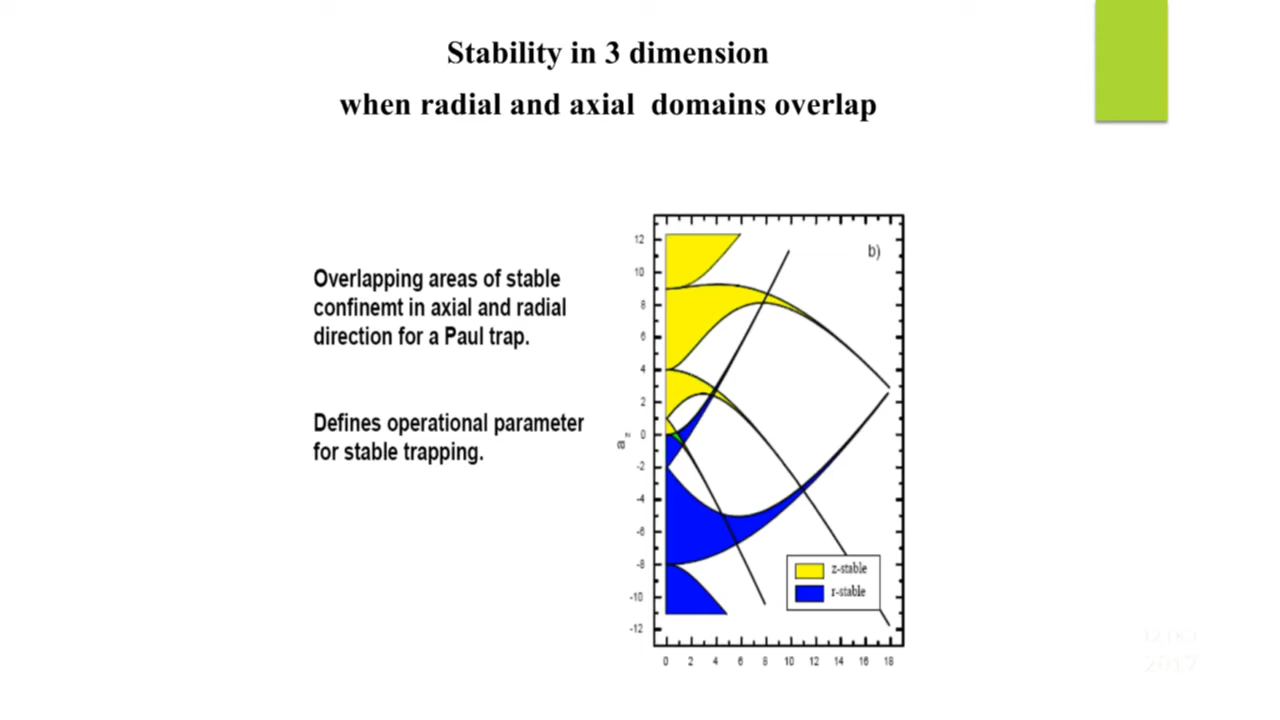 Stability in 3 dimension
when radial and axial domains overlap
Overlapping areas of stable
confinemt in axial and radial
direction for a Paul trap.
Defines operational parameter
for stable trapping.
b)
12
10
8
6
4
2
0
-2
-4
-6
-8
-10
-12
a z
z-stable
r-stable
0 2 4 6 8 10 12 14 16 18
2017